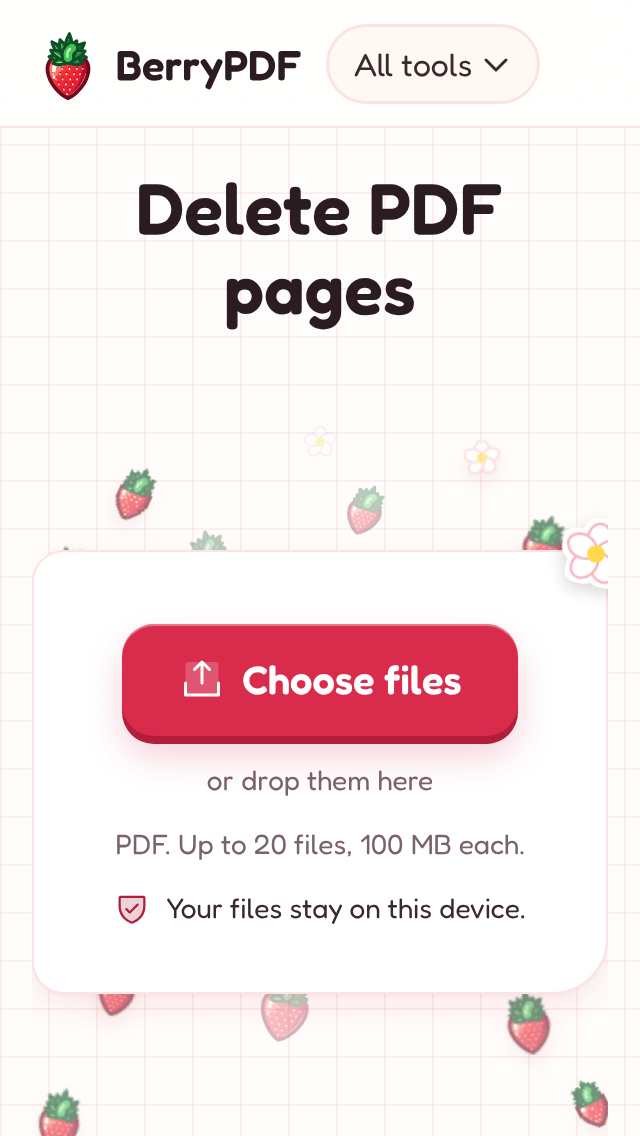 BerryPDF
All tools
Delete PDF
pages
Choose files
or drop them here
PDF. Up to 20 files, 100 MB each.
Your files stay on this device.